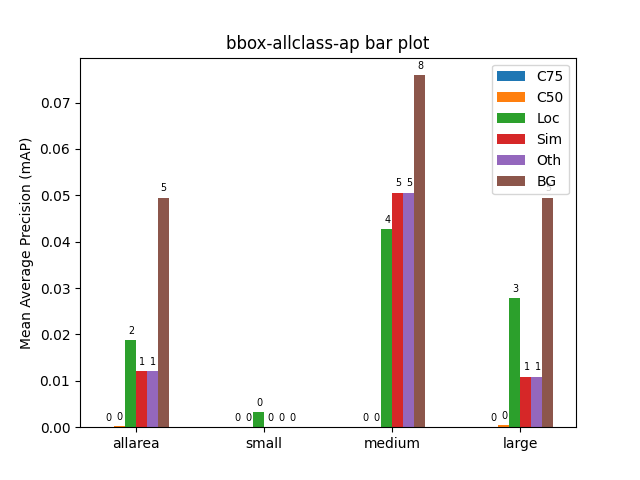 bbox-allclass-ap bar plot
Mean Average Precision (mAP)
0.07
0.06
0.05
0.04
0.03
0.02
0.01
0.00
C75
C50
Loc
Sim
Oth
BG
0 0 2 1 1 5
0 0 0 0 0 0
0 0 4 5 5 8
0 0 3 1 1
allarea small medium large